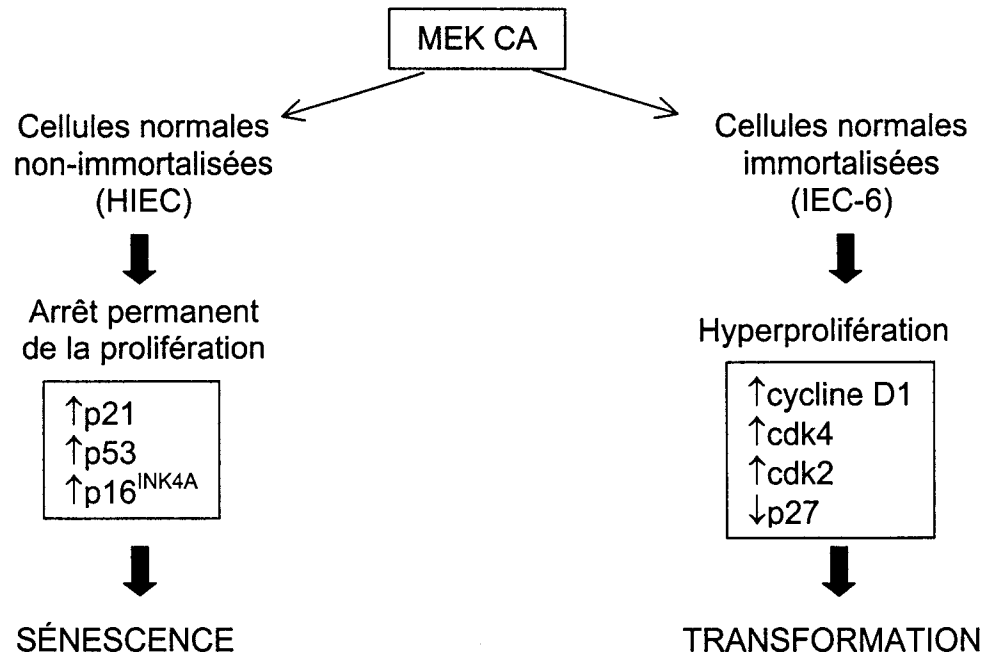 MEK CA
Cellules normales
non-immortalisées
(HIEC)
Arrêt permanent
de la prolifération
↑p21
↑p53
↑p16INK4A
SÉNESCENCE
Cellules normales
immortalisées
(IEC-6)
Hyperprolifération
↑cycline D1
↑cdk4
↑cdk2
↓p27
TRANSFORMATION